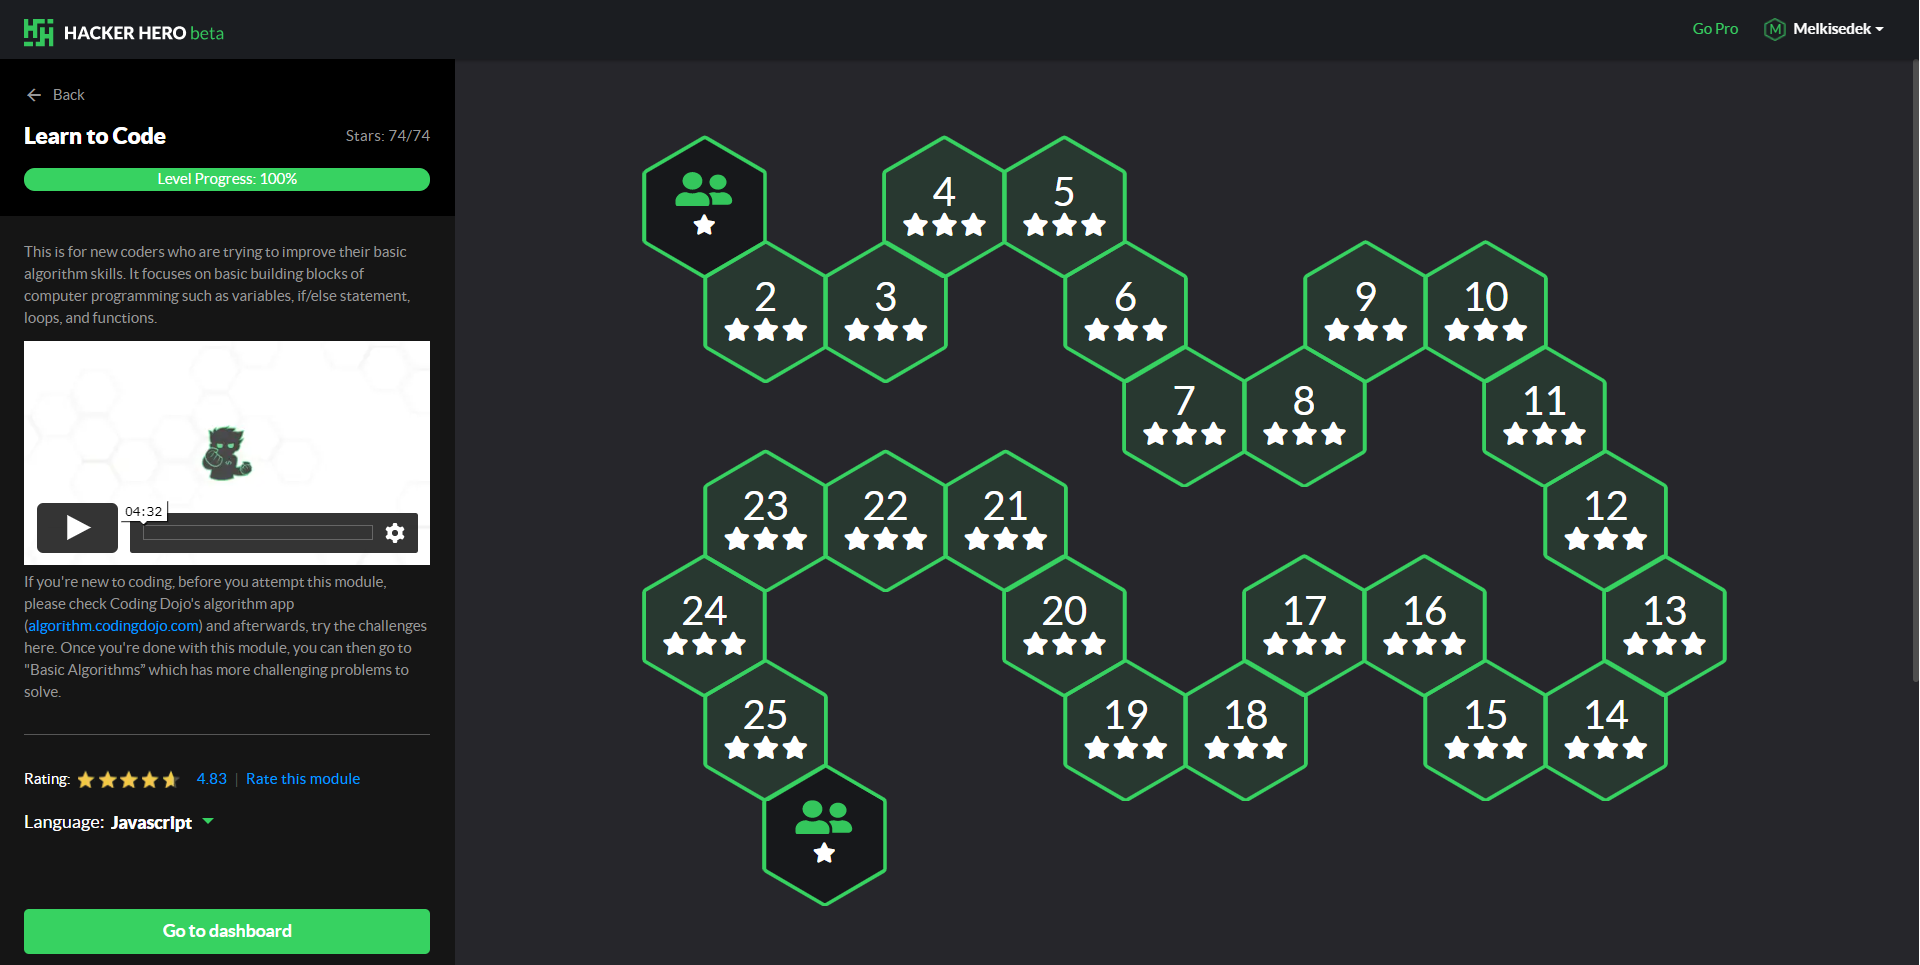 HACKER HERO beta
Go Pro
M
Melkisedek
Back
Learn to Code
Stars: 74/74
Level Progress: 100%
This is for new coders who are trying to improve their basic
algorithm skills. It focuses on basic building blocks of
computer programming such as variables, if/else statement,
loops, and functions.
04:32
If you're new to coding, before you attempt this module,
please check Coding Dojo's algorithm app
(algorithm.codingdojo.com) and afterwards, try the challenges
here. Once you're done with this module, you can then go to
"Basic Algorithms” which has more challenging problems to
solve.
Rating:
4.83 | Rate this module
Language: Javascript
Go to dashboard
4
5
2
3
6
9
10
7
8
11
23
22
21
12
24
20
17
16
13
25
19
18
15
14